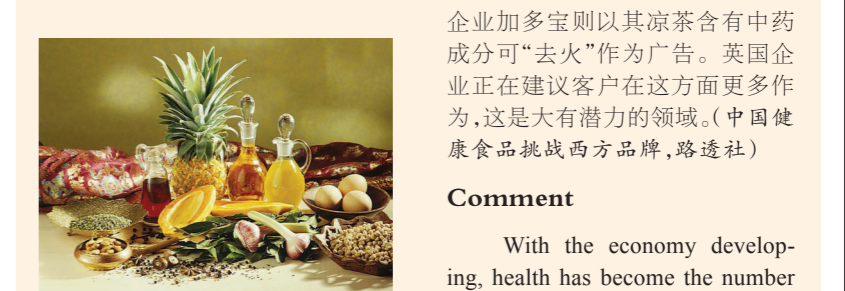 企业加多宝则以其凉茶含有中药
成分可“去火”作为广告。英国企
业正在建议客户在这方面更多作
为,这是大有潜力的领域。(中国健
康食品挑战西方品牌,路透社)
Comment
With the economy develop-
ing, health has become the number